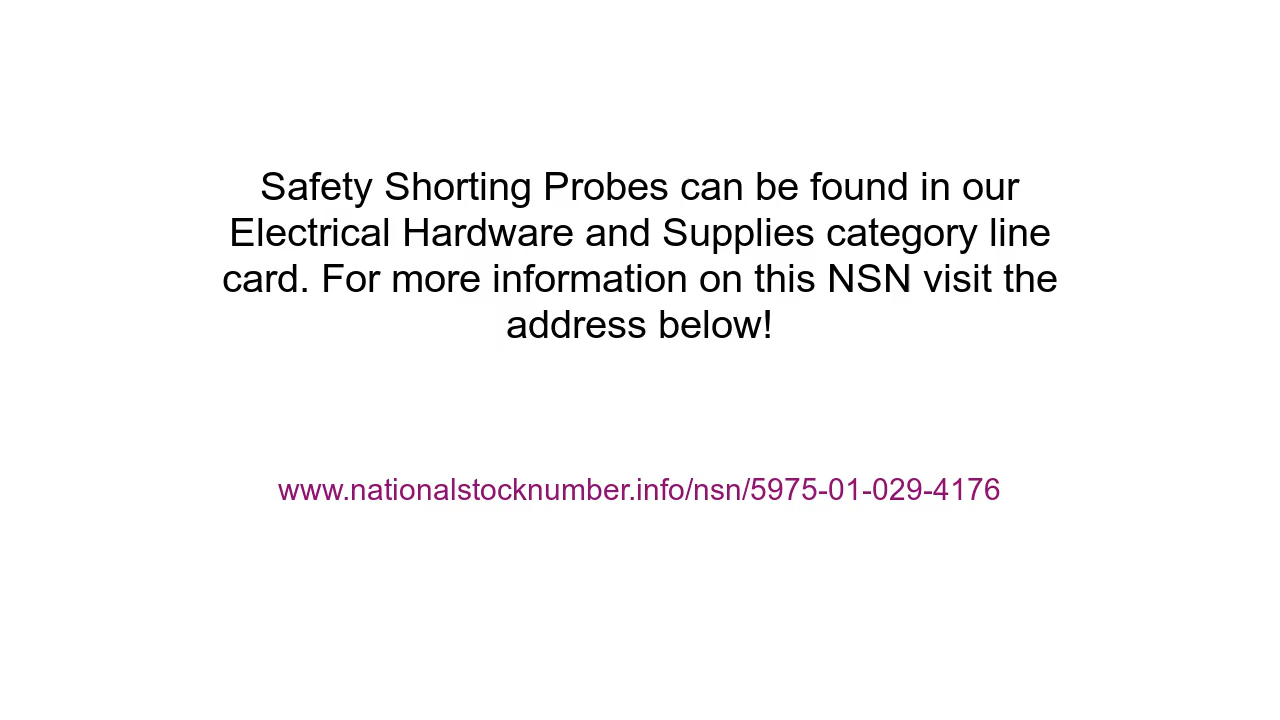 Safety Shorting Probes can be found in our
Electrical Hardware and Supplies category line
card. For more information on this NSN visit the
address below!
www.nationalstocknumber.info/nsn/5975-01-029-4176